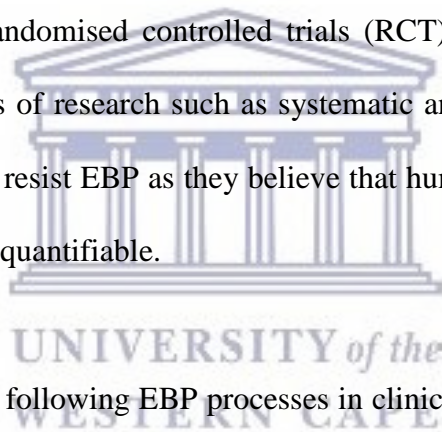 andomised controlled trials (RCT)
s of research such as systematic an
resist EBP as they believe that hun
quantifiable.
UNIVERSITY of the
following EBP processes in clinic
WESTERN CAPE